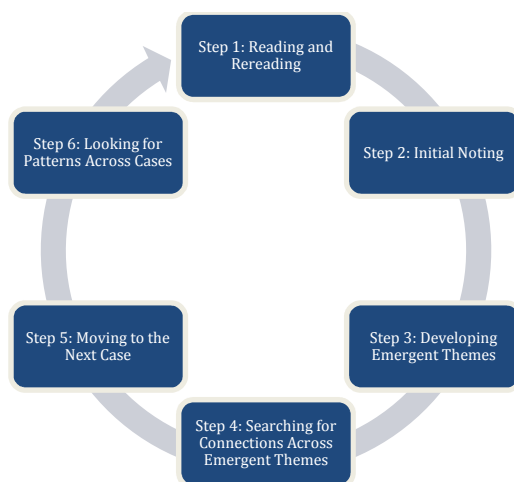 Step 1: Reading and
Rereading
Step 2: Initial Noting
Step 3: Developing
Emergent Themes
Step 4: Searching for
Connections Across
Emergent Themes
Step 5: Moving to the
Next Case
Step 6: Looking for
Patterns Across Cases